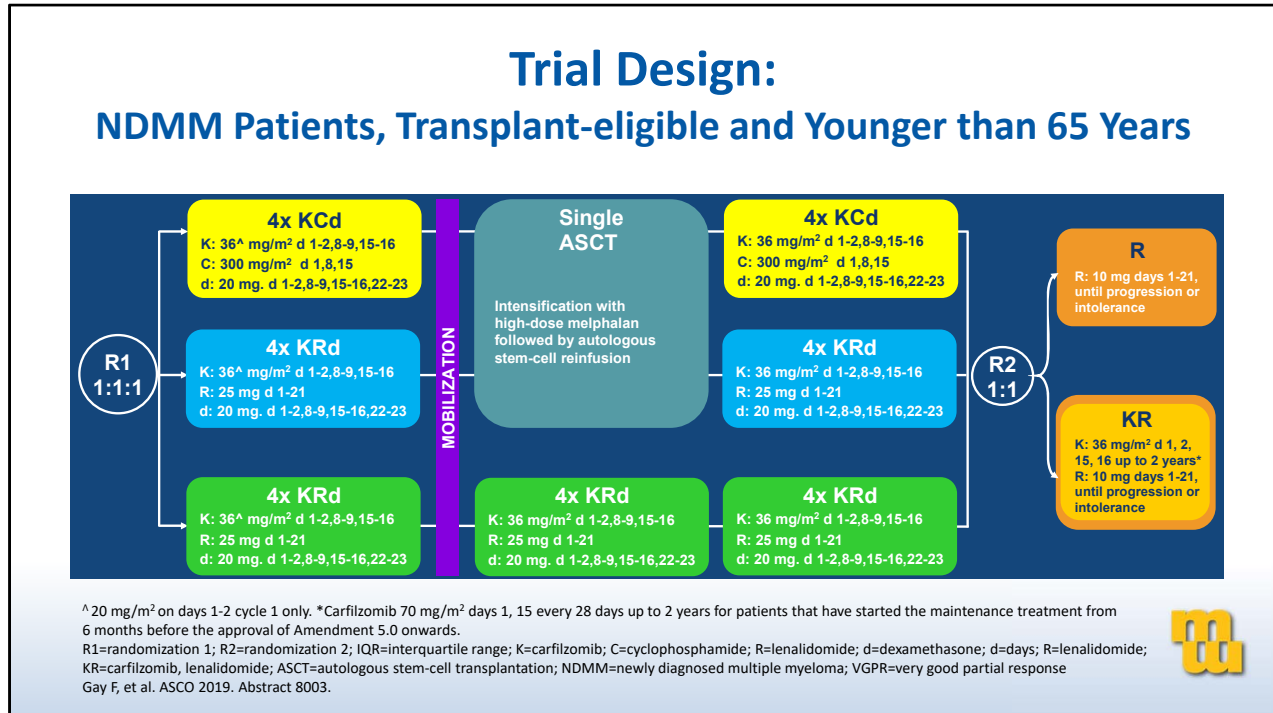 Trial Design:
NDMM Patients, Transplant-eligible and Younger than 65 Years
R1
1:1:1
4x KCd
K: 36^ mg/m² d 1-2,8-9,15-16
C: 300 mg/m² d 1,8,15
d: 20 mg. d 1-2,8-9,15-16,22-23
4x KRd
K: 36^ mg/m² d 1-2,8-9,15-16
R: 25 mg d 1-21
d: 20 mg. d 1-2,8-9,15-16,22-23
4x KRd
K: 36^ mg/m² d 1-2,8-9,15-16
R: 25 mg d 1-21
d: 20 mg. d 1-2,8-9,15-16,22-23
MOBILIZATION
Single
ASCT
Intensification with
high-dose melphalan
followed by autologous
stem-cell reinfusion
4x KRd
K: 36 mg/m² d 1-2,8-9,15-16
R: 25 mg d 1-21
d: 20 mg. d 1-2,8-9,15-16,22-23
4x KCd
K: 36 mg/m² d 1-2,8-9,15-16
C: 300 mg/m² d 1,8,15
d: 20 mg. d 1-2,8-9,15-16,22-23
4x KRd
K: 36 mg/m² d 1-2,8-9,15-16
R: 25 mg d 1-21
d: 20 mg. d 1-2,8-9,15-16,22-23
4x KRd
K: 36 mg/m² d 1-2,8-9,15-16
R: 25 mg d 1-21
d: 20 mg. d 1-2,8-9,15-16,22-23
R2
1:1
R
R: 10 mg days 1-21,
until progression or
intolerance
KR
K: 36 mg/m² d 1, 2,
15, 16 up to 2 years*
R: 10 mg days 1-21,
until progression or
intolerance
^ 20 mg/m² on days 1-2 cycle 1 only. *Carfilzomib 70 mg/m² days 1, 15 every 28 days up to 2 years for patients that have started the maintenance treatment from
6 months before the approval of Amendment 5.0 onwards.
R1=randomization 1; R2=randomization 2; IQR=interquartile range; K=carfilzomib; C=cyclophosphamide; R=lenalidomide; d=dexamethasone; d=days; R=lenalidomide;
KR=carfilzomib, lenalidomide; ASCT=autologous stem-cell transplantation; NDMM=newly diagnosed multiple myeloma; VGPR=very good partial response
Gay F, et al. ASCO 2019. Abstract 8003.